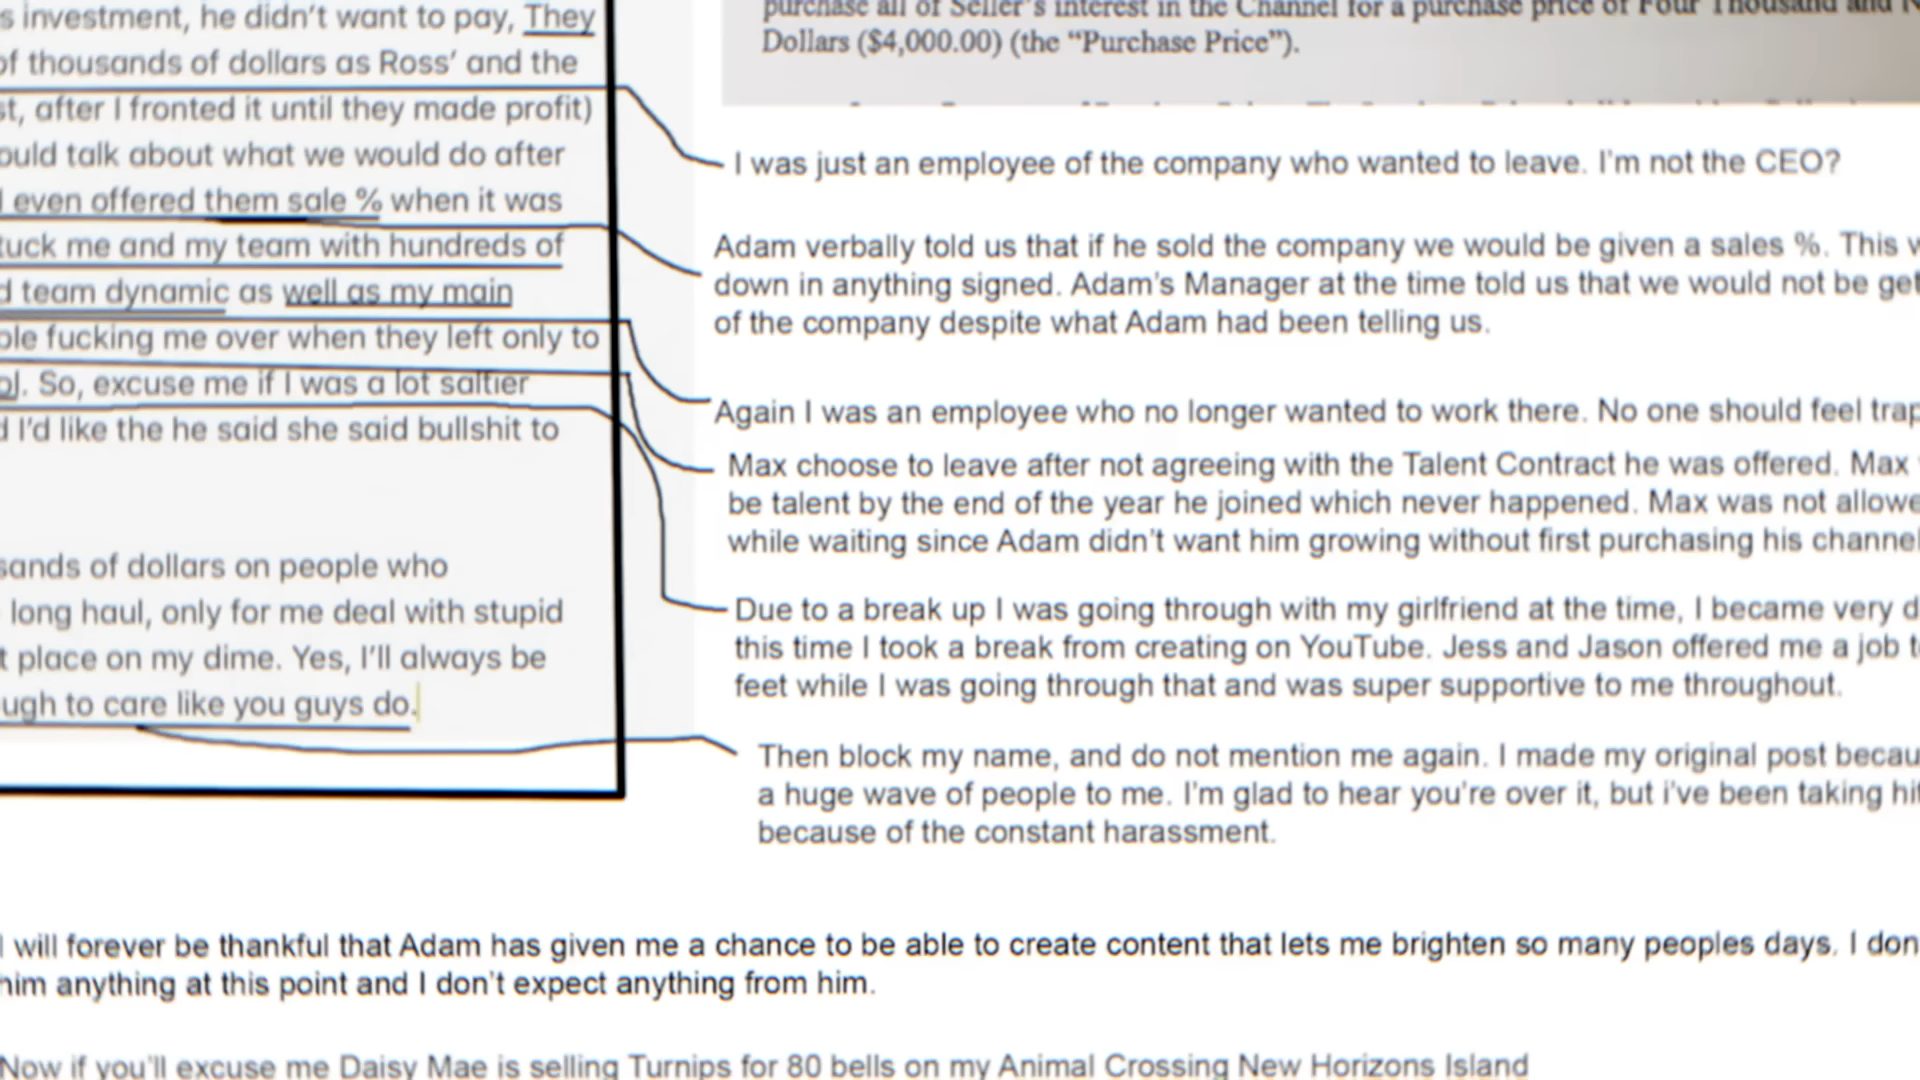 s investment, he didn't want to pay, They
of thousands of dollars as Ross' and the
st, after I fronted it until they made profit)
ould talk about what we would do after
I even offered them sale % when it was
tuck me and my team with hundreds of
d team dynamic as well as my main
ple fucking me over when they left only to
ol. So, excuse me if I was a lot saltier
d I'd like the he said she said bullshit to
sands of dollars on people who
long haul, only for me deal with stupid
t place on my dime. Yes, I'll always be
ugh to care like you guys do.
purchase all of Seller's interest in the Channel for a purchase price of Four Thousand and
Dollars ($4,000.00) (the "Purchase Price").
I was just an employee of the company who wanted to leave. I'm not the CEO?
Adam verbally told us that if he sold the company we would be given a sales %. This w
down in anything signed. Adam's Manager at the time told us that we would not be get
of the company despite what Adam had been telling us.
Again I was an employee who no longer wanted to work there. No one should feel trap
Max choose to leave after not agreeing with the Talent Contract he was offered. Max
be talent by the end of the year he joined which never happened. Max was not allowe
while waiting since Adam didn't want him growing without first purchasing his channel
Due to a break up I was going through with my girlfriend at the time, I became very d
this time I took a break from creating on YouTube. Jess and Jason offered me a job t
feet while I was going through that and was super supportive to me throughout.
Then block my name, and do not mention me again. I made my original post becau
a huge wave of people to me. I'm glad to hear you're over it, but i've been taking hit
because of the constant harassment.
I will forever be thankful that Adam has given me a chance to be able to create content that lets me brighten so many peoples days. I don
him anything at this point and I don't expect anything from him.
Now if you'll excuse me Daisy Mae is selling Turnips for 80 bells on my Animal Crossing New Horizons Island